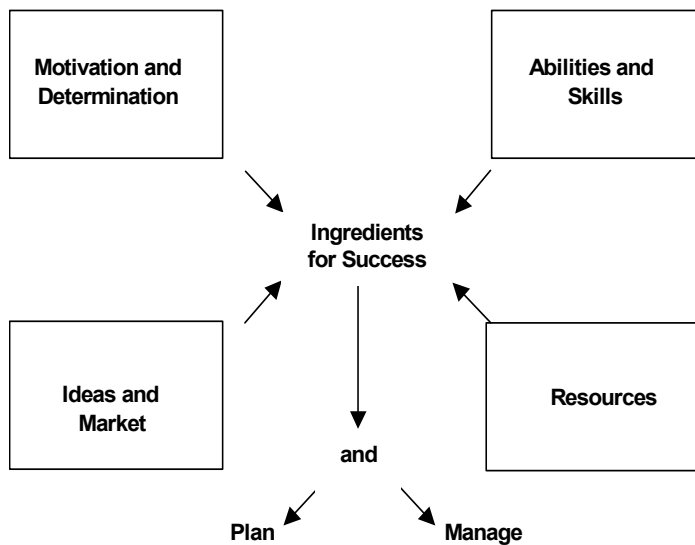 Motivation and
Determination
Abilities and
Skills
Ingredients
for Success
Ideas and
Market
Resources
and
Plan
Manage